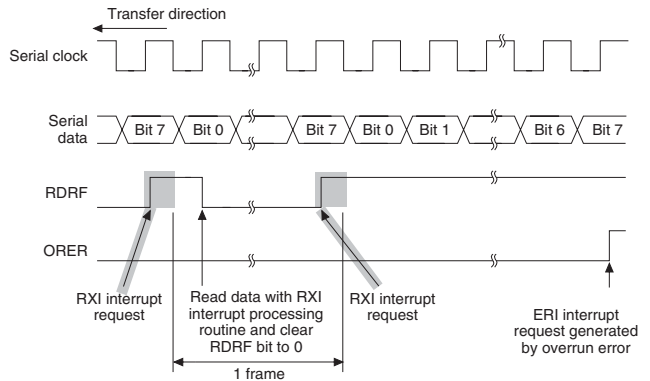 Transfer direction
Serial clock
Serial
data
Bit 7
Bit 0
Bit 7
Bit 0
Bit 1
Bit 6
Bit 7
RDRF
ORER
RXI interrupt
request
Read data with RXI
interrupt processing
routine and clear
RDRF bit to 0
RXI interrupt
request
ERI interrupt
request generated
by overrun error
1 frame